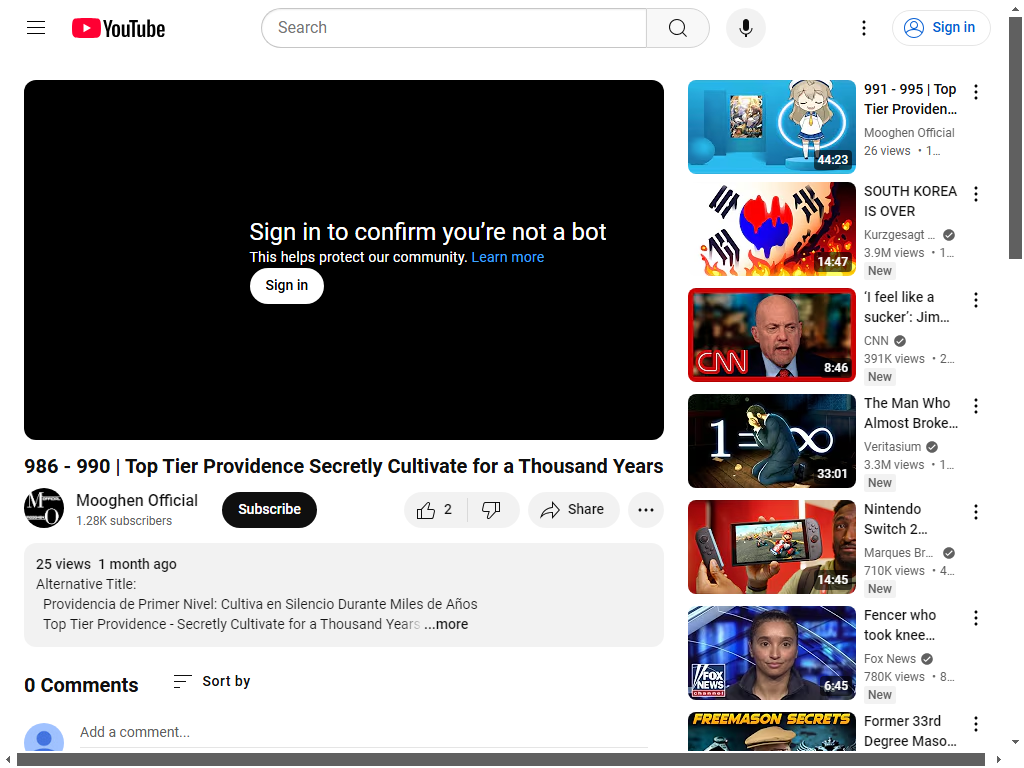 YouTube
Search
Sign in
Sign in to confirm you’re not a bot
This helps protect our community. Learn more
Sign in
986 - 990 | Top Tier Providence Secretly Cultivate for a Thousand Years
Mooghen Official
1.28K subscribers
Subscribe
2
Share
25 views 1 month ago
Alternative Title:
Providencia de Primer Nivel: Cultiva en Silencio Durante Miles de Años
Top Tier Providence - Secretly Cultivate for a Thousand Years ...more
0 Comments
Sort by
Add a comment...
44:23
991 - 995 | Top
Tier Providen...
Mooghen Official
26 views • 1...
14:47
SOUTH KOREA
IS OVER
Kurzgesagt ...
3.9M views • 1...
New
CNN
8:46
‘I feel like a
sucker’: Jim...
CNN
391K views • 2...
New
1=∞
33:01
The Man Who
Almost Broke...
Veritasium
3.3M views • 1...
New
14:45
Nintendo
Switch 2...
Marques Br...
710K views • 4...
New
FOX
NEWS
channel
6:45
Fencer who
took knee...
Fox News
780K views • 8...
New
FREEMASON SECRETS
Former 33rd
Degree Maso...